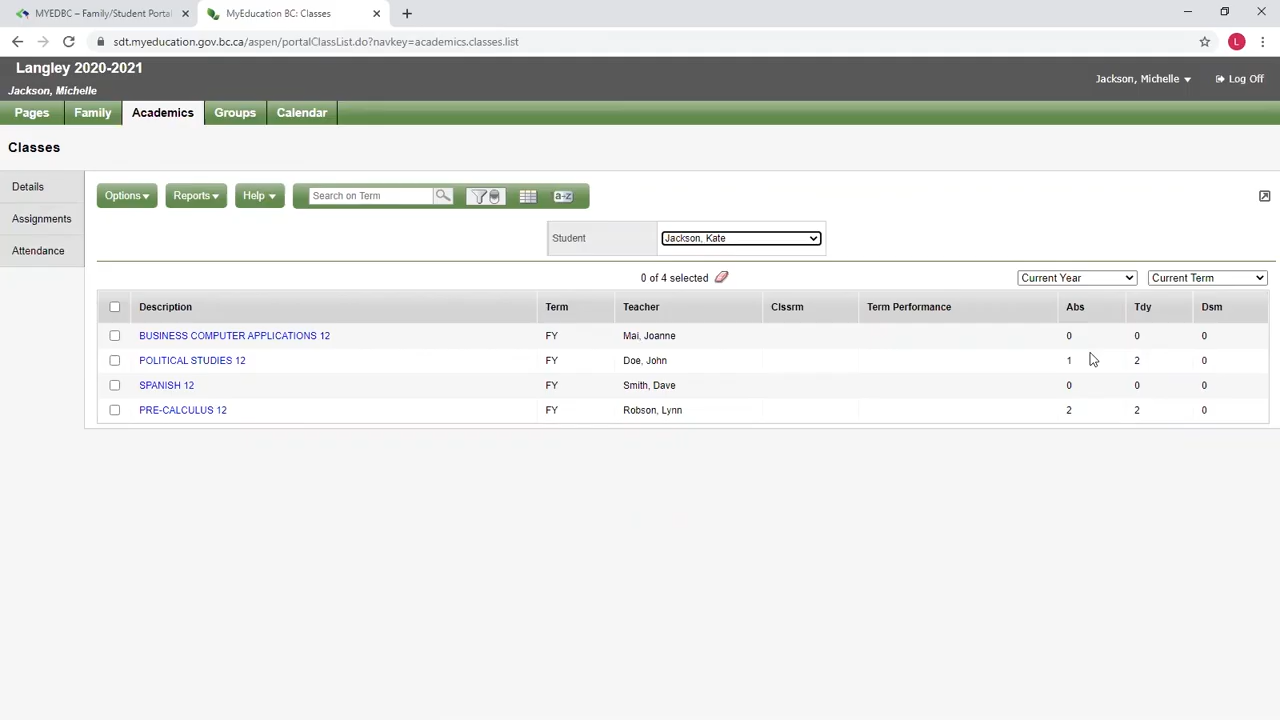 MYEDBC – Family/Student Portal
MyEducation BC: Classes
sdt.myeducation.gov.bc.ca/aspen/portalClassList.do?navkey=academics.classes.list
L
Langley 2020-2021
Jackson, Michelle
Jackson, Michelle
Log Off
Pages Family Academics Groups Calendar
Classes
Details
Assignments
Attendance
Options Reports Help Search on Term a-z
Student Jackson, Kate
0 of 4 selected Current Year Current Term
Description Term Teacher Clssrm Term Performance Abs Tdy Dsm
BUSINESS COMPUTER APPLICATIONS 12 FY Mai, Joanne 0 0 0
POLITICAL STUDIES 12 FY Doe, John 1 2 0
SPANISH 12 FY Smith, Dave 0 0 0
PRE-CALCULUS 12 FY Robson, Lynn 2 2 0